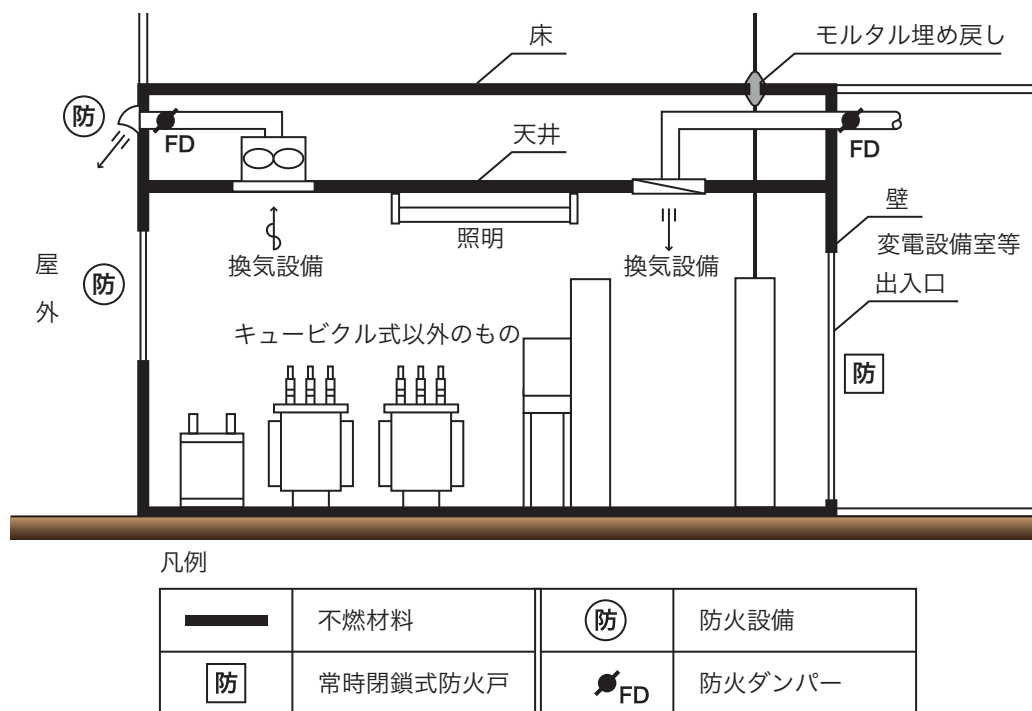 床
モルタル埋め戻し
防
FD
FD
天井
壁
照明
変電設備室等
換気設備
換気設備
屋
外
防
出入口
キュービクル式以外のもの
防
凡例
不燃材料
防
防火設備
防
常時閉鎖式防火戸
FD
防火ダンパー